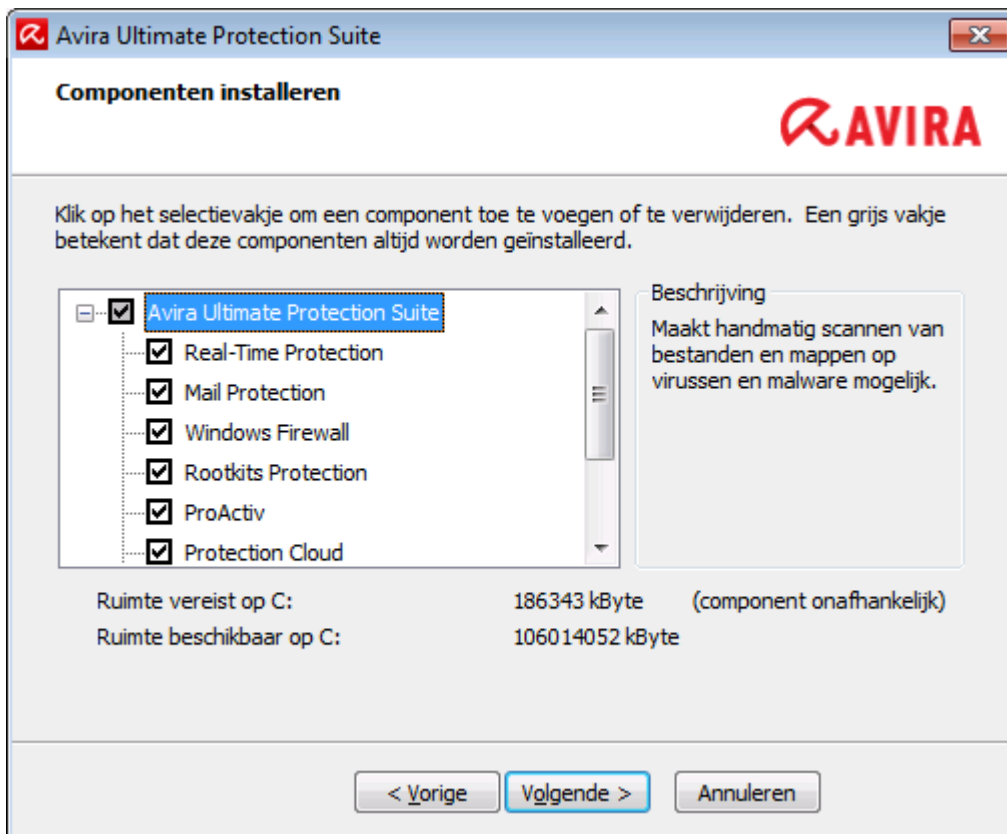 Avira Ultimate Protection Suite
Componenten installeren
AVIRA
Klik op het selectievakje om een component toe te voegen of te verwijderen. Een grijs vakje
betekent dat deze componenten altijd worden geïnstalleerd.
Avira Ultimate Protection Suite
Real-Time Protection
Mail Protection
Windows Firewall
Rootkits Protection
ProActiv
Protection Cloud
Beschrijving
Maakt handmatig scannen van
bestanden en mappen op
virussen en malware mogelijk.
Ruimte vereist op C: 186343 kByte (component onafhankelijk)
Ruimte beschikbaar op C: 106014052 kByte
< Vorige Volgende > Annuleren